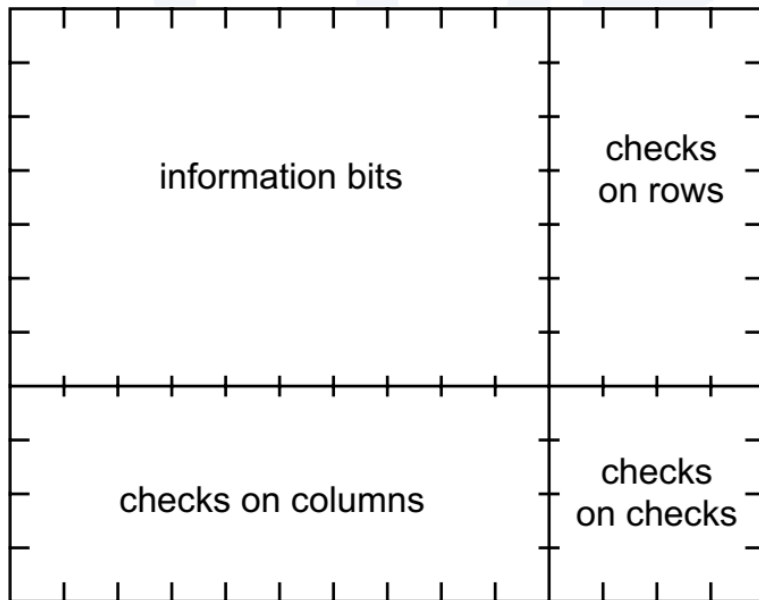 information bits
checks
on rows
checks on columns
checks
on checks